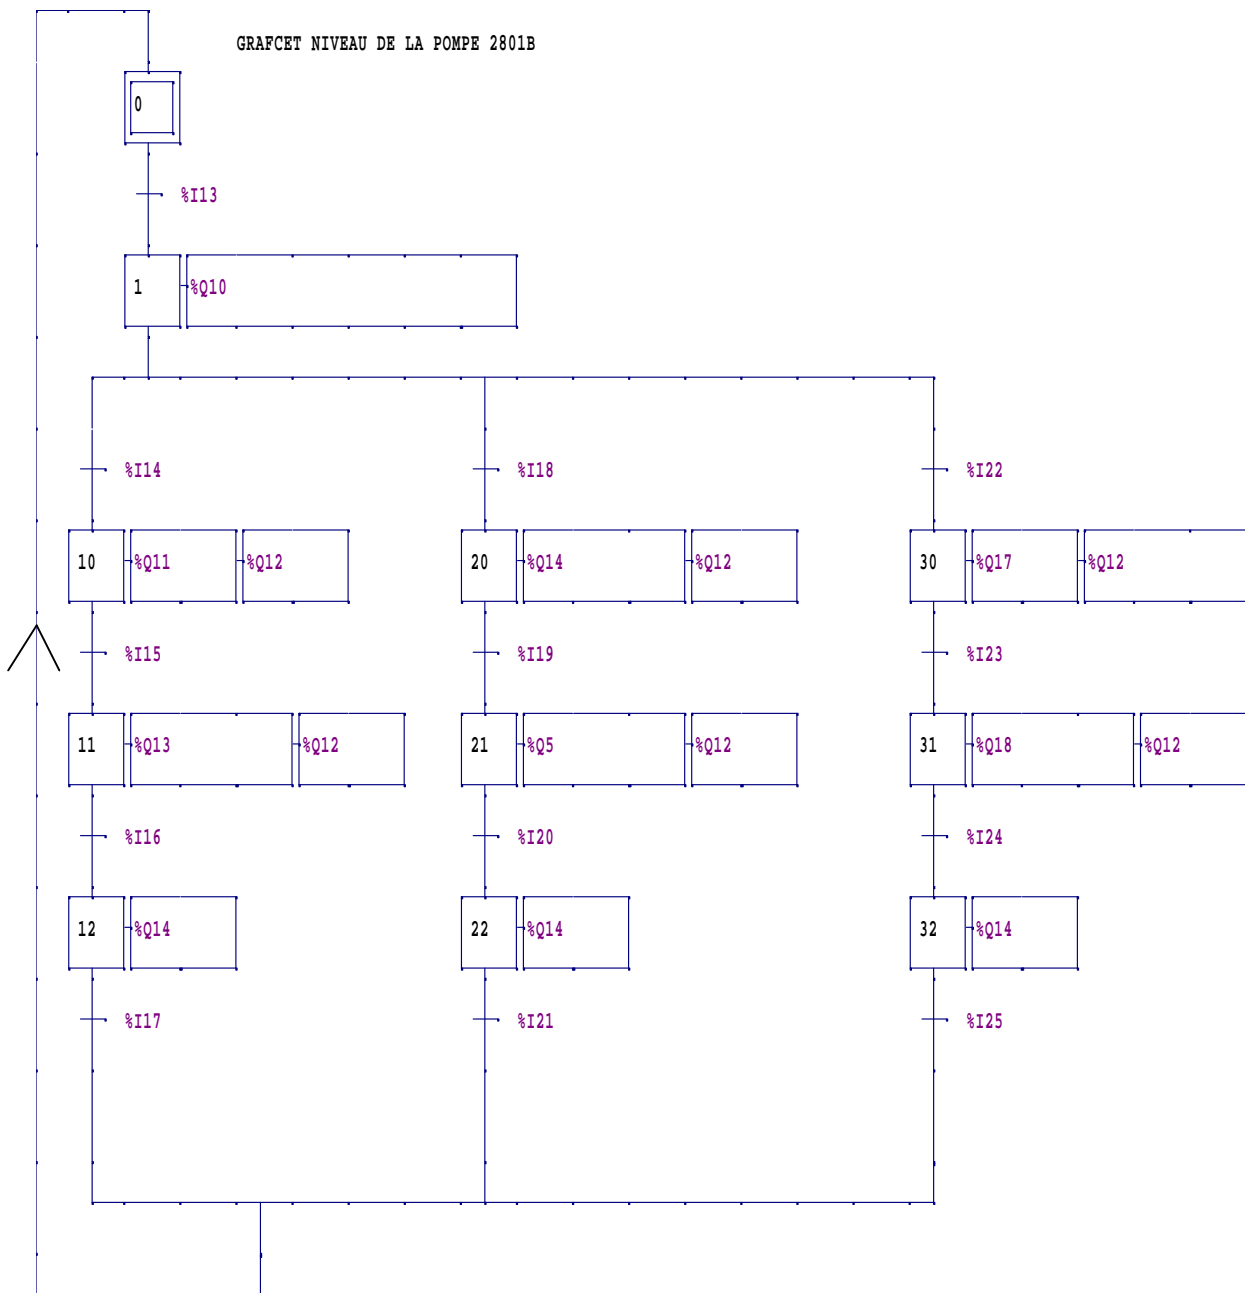 GRAFCET NIVEAU DE LA POMPE 2801B
0
%I13
1 %Q10
%I14 %I18 %I22
10 %Q11 %Q12 20 %Q14 %Q12 30 %Q17 %Q12
%I15 %I19 %I23
11 %Q13 %Q12 21 %Q5 %Q12 31 %Q18 %Q12
%I16 %I20 %I24
12 %Q14 22 %Q14 32 %Q14
%I17 %I21 %I25